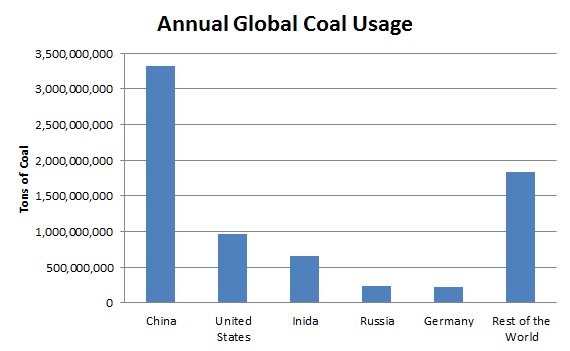 Annual Global Coal Usage
Tons of Coal
3,500,000,000
3,000,000,000
2,500,000,000
2,000,000,000
1,500,000,000
1,000,000,000
500,000,000
0
China
United
States
Inida
Russia
Germany
Rest of the
World